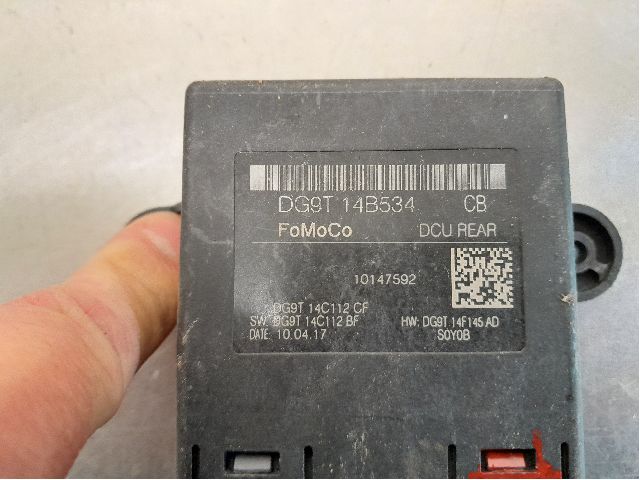 DG9T 14B534 CB
FoMoCo DCU REAR
10147592
DG9T 14C112 CF
SW: DG9T 14C112 BF HW: DG9T 14F145 AD
DATE: 10.04.17 S0Y0B